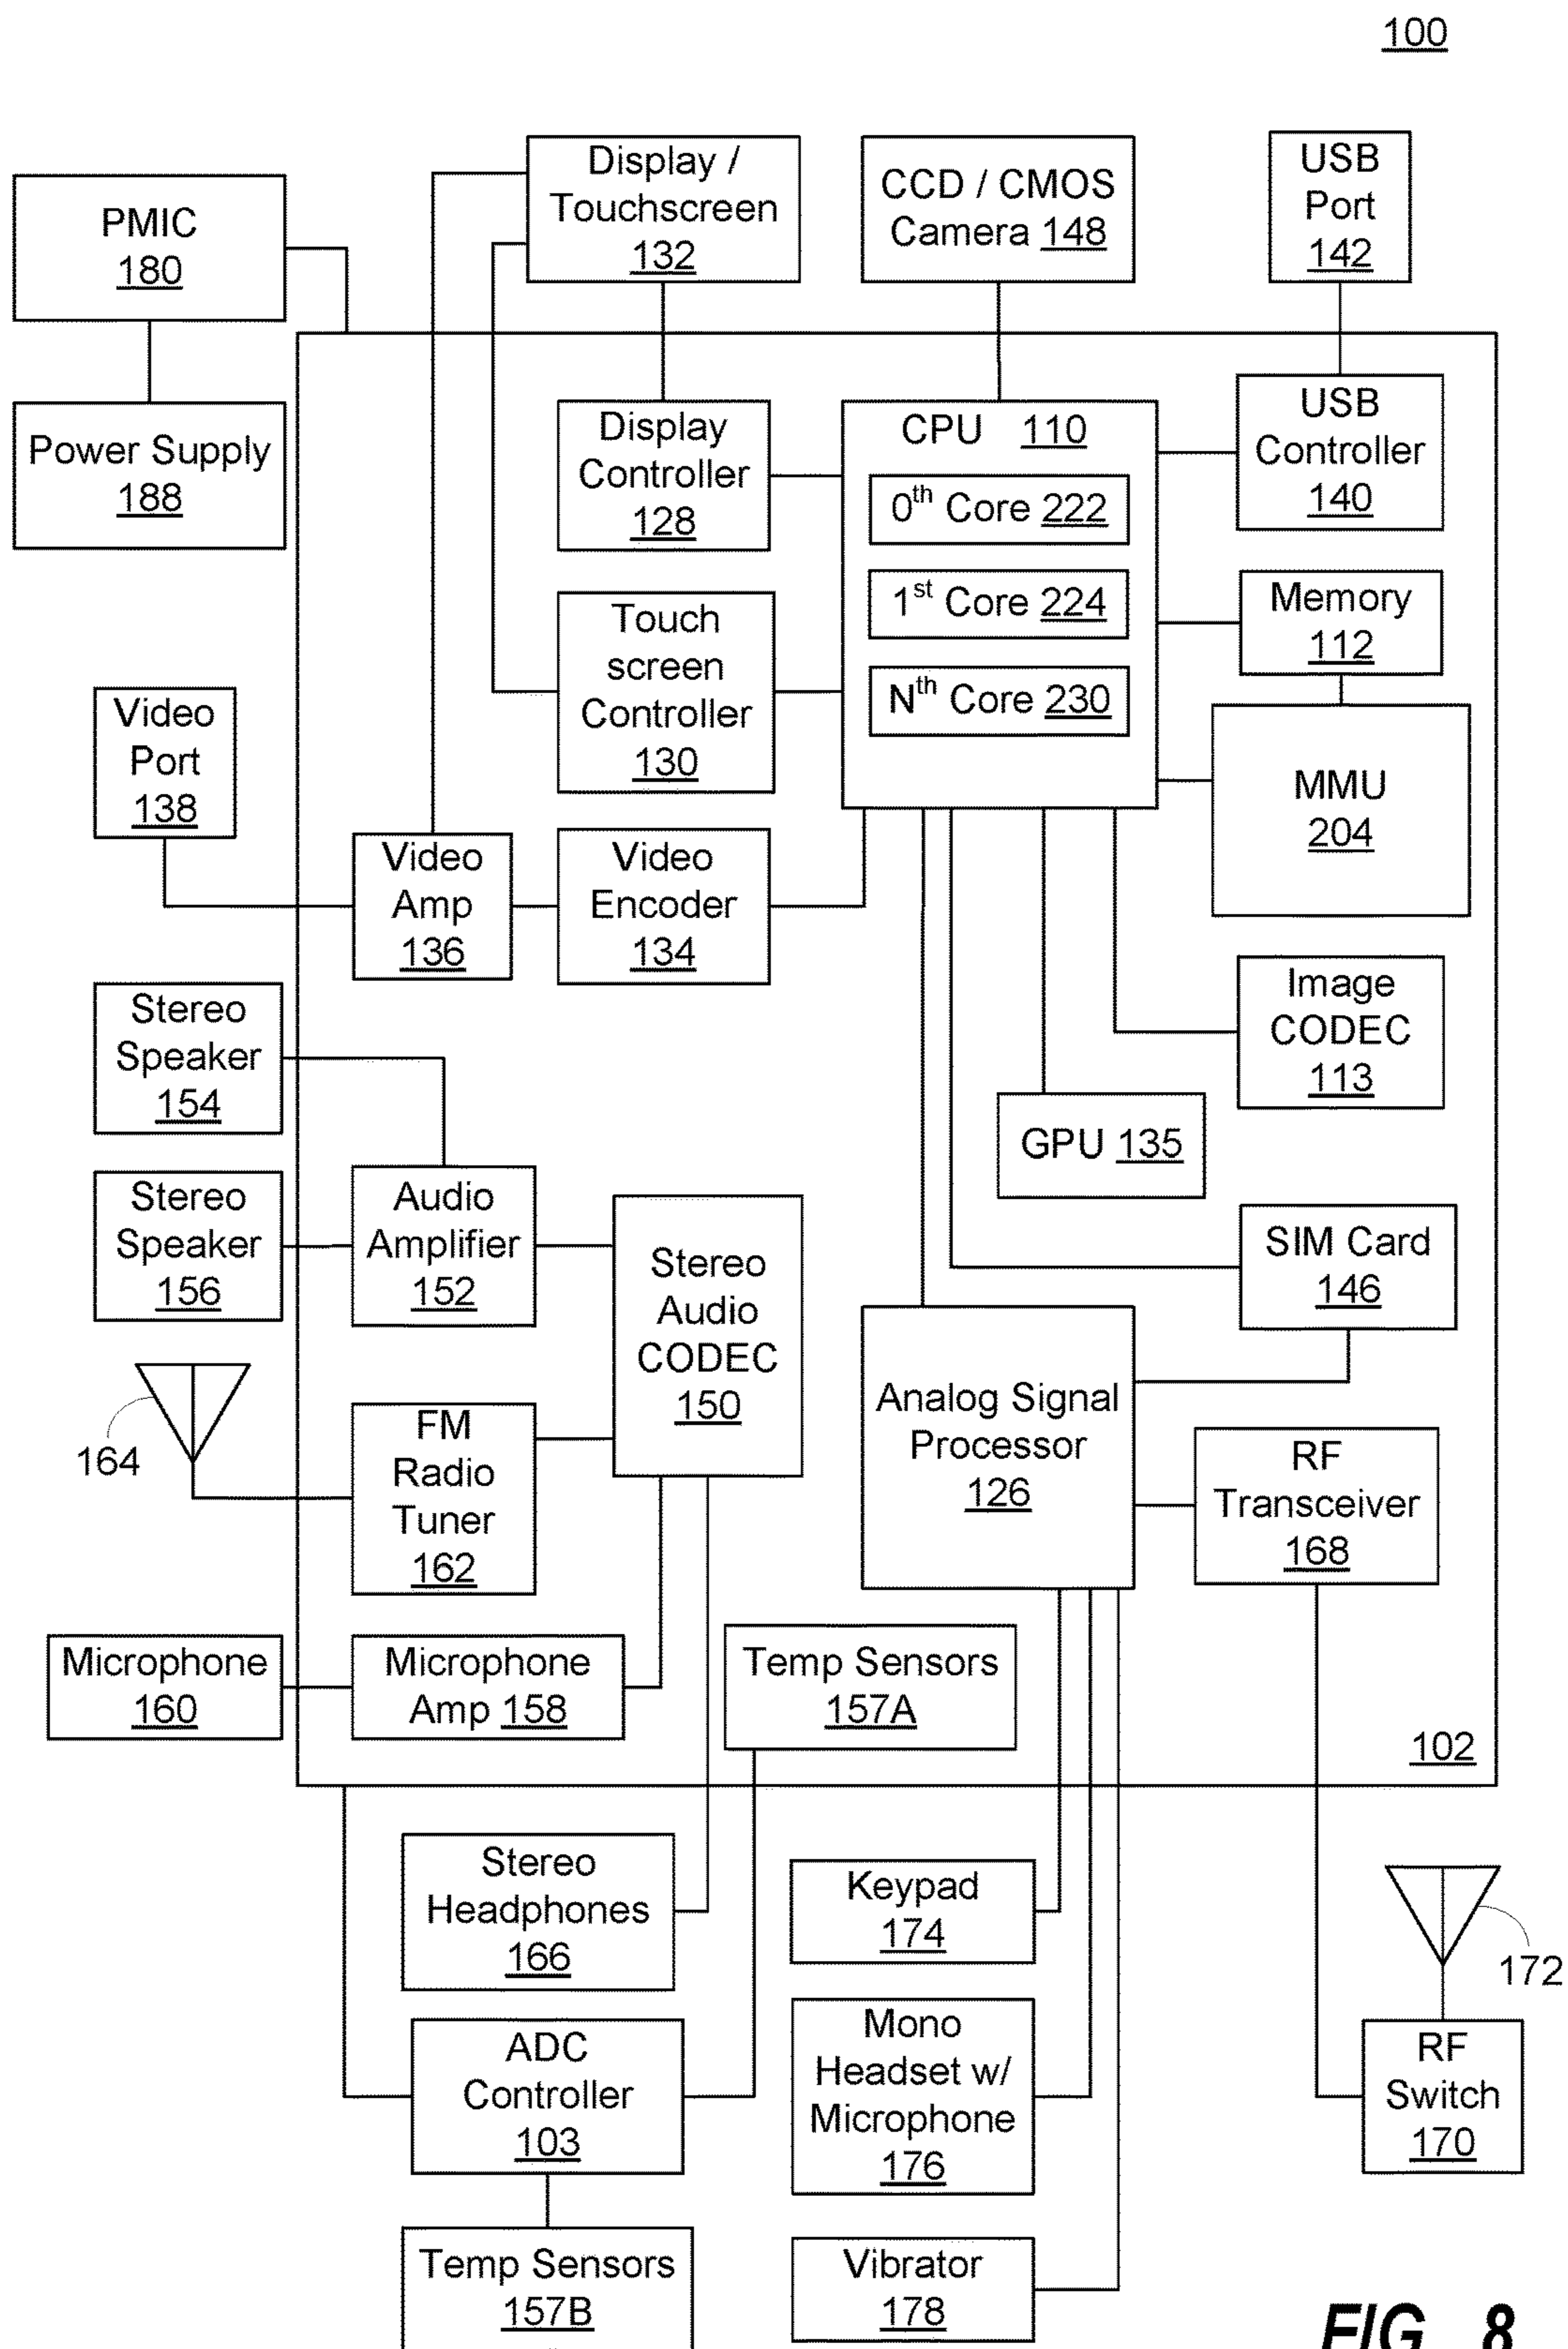 100
PMIC
180
Display /
Touchscreen
132
CCD / CMOS
Camera 148
USB
Port
142
Power Supply
188
Display
Controller
128
CPU 110
0th Core 222
1st Core 224
Nth Core 230
USB
Controller
140
Memory
112
Touch
screen
Controller
130
MMU
204
Video
Port
138
Video
Amp
136
Video
Encoder
134
Image
CODEC
113
Stereo
Speaker
154
GPU 135
Stereo
Speaker
156
Audio
Amplifier
152
Stereo
Audio
CODEC
150
SIM Card
146
Analog Signal
Processor
126
164
FM
Radio
Tuner
162
RF
Transceiver
168
Microphone
160
Microphone
Amp 158
Temp Sensors
157A
102
Stereo
Headphones
166
Keypad
174
172
ADC
Controller
103
Mono
Headset w/
Microphone
176
RF
Switch
170
Temp Sensors
157B
Vibrator
178
FIG. 8